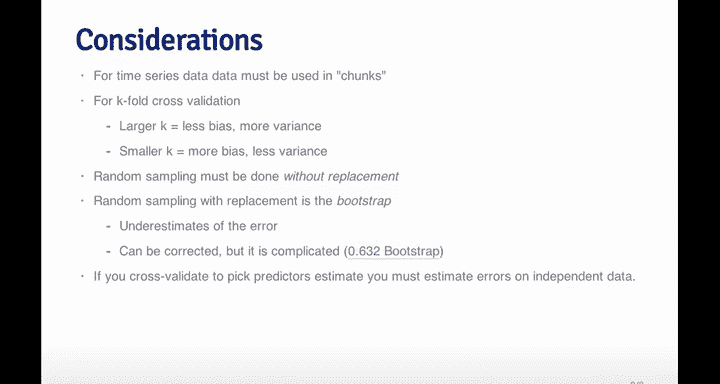 Considerations
· For time series data data must be used in "chunks"
· For k-fold cross validation
- Larger k = less bias, more variance
- Smaller k = more bias, less variance
· Random sampling must be done without replacement
· Random sampling with replacement is the bootstrap
- Underestimates of the error
- Can be corrected, but it is complicated (0.632 Bootstrap)
· If you cross-validate to pick predictors estimate you must estimate errors on independent data.